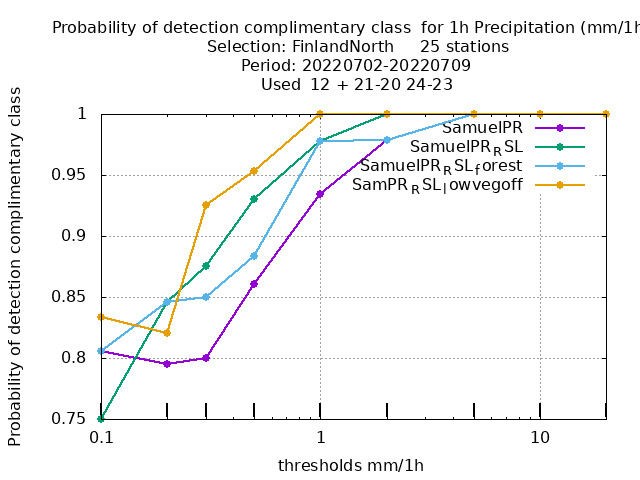 Probability of detection complimentary class  for 1h Precipitation (mm/1h
Selection: FinlandNorth     25 stations
Period: 20220702-20220709
Used  12 + 21-20 24-23
Probability of detection complimentary class
1
0.95
0.9
0.85
0.8
0.75
0.1
1
10
thresholds mm/1h
SamuelPR
SamuelPR_RSL
SamuelPR_RSL_forest
SamPR_RSL_lowvegoff